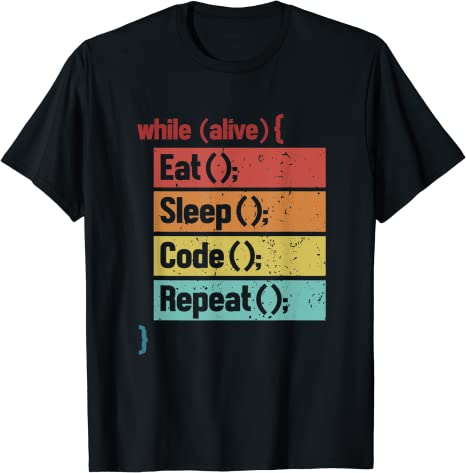 while (alive) {
Eat();
Sleep();
Code();
Repeat();
}